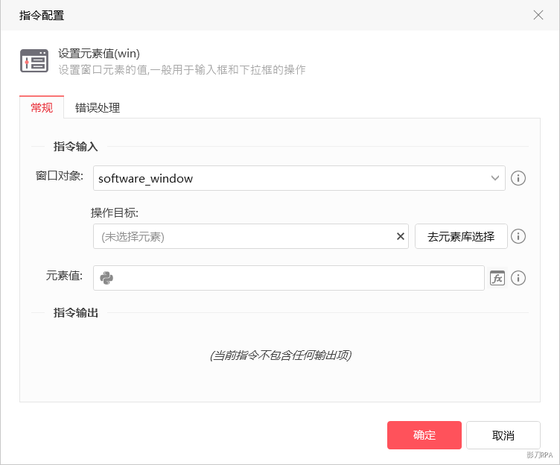 指令配置
设置元素值(win)
设置窗口元素的值,一般用于输入框和下拉框的操作
常规 错误处理
指令输入
窗口对象: software_window
操作目标:
(未选择元素) 去元素库选择
元素值: fx
指令输出
(当前指令不包含任何输出项)
确定 取消
影刀RPA